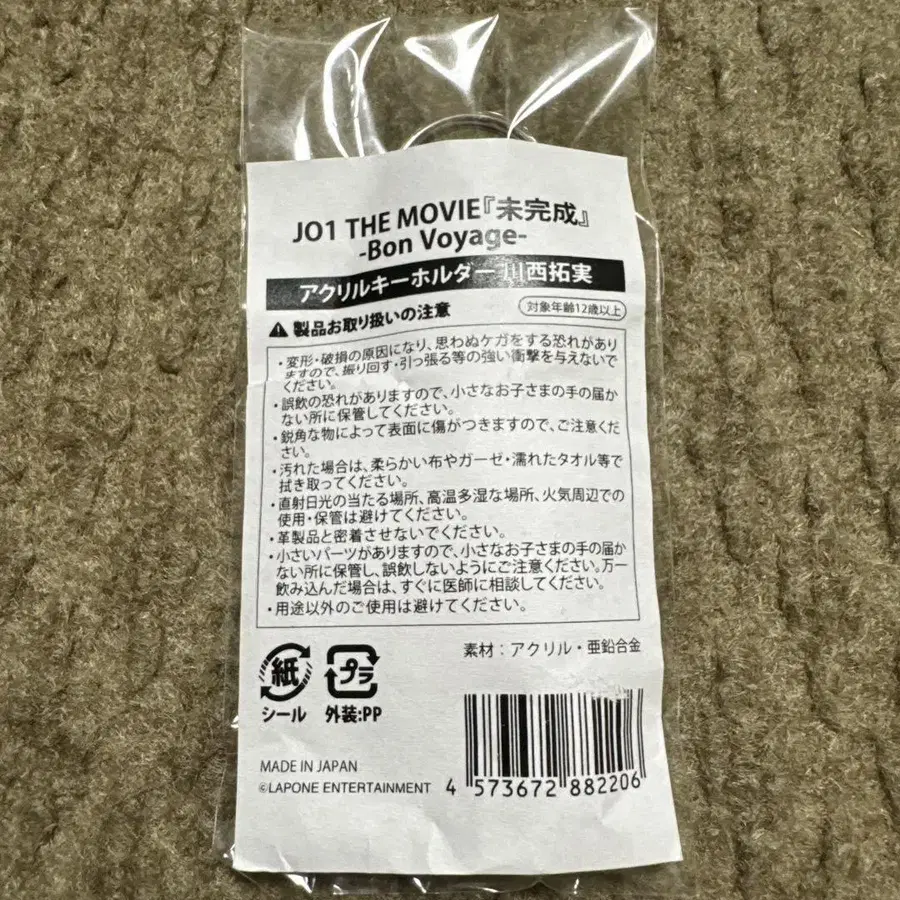 JO1 THE MOVIE『未完成』
-Bon Voyage-
アクリルキーホルダー 川西拓実
製品お取り扱いの注意
対象年齢12歳以上
・変形・破損の原因になり、思わぬケガをする恐れがあり
ますので、振り回す・引っ張る等の強い衝撃を与えないで
ください。
・誤飲の恐れがありますので、小さなお子さまの手の届か
ない所に保管してください。
・鋭角な物によって表面に傷がつきますので、ご注意くだ
さい。
・汚れた場合は、柔らかい布やガーゼ・濡れたタオル等で
拭き取ってください。
・直射日光の当たる場所、高温多湿な場所、火気周辺での
使用・保管は避けてください。
・革製品と密着させないでください。
・小さいパーツがありますので、小さなお子さまの手の届か
ない所に保管し、誤飲しないようにご注意ください。万一
飲み込んだ場合は、すぐに医師に相談してください。
・用途以外のご使用は避けてください。
素材：アクリル・亜鉛合金
紙
プラ
シール
外装:PP
MADE IN JAPAN
©LAPONE ENTERTAINMENT
4 573672 882206